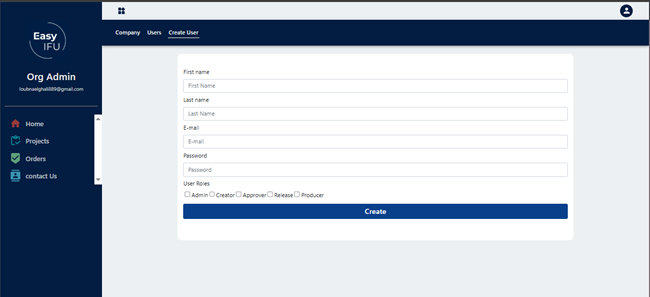 Easy
IFU
Org Admin
loubnaelghalili89@gmail.com
Home
Projects
Orders
contact Us
Company Users Create User
First name
First Name
Last name
Last Name
E-mail
E-mail
Password
Password
User Roles
Admin Creator Approver Release Producer
Create